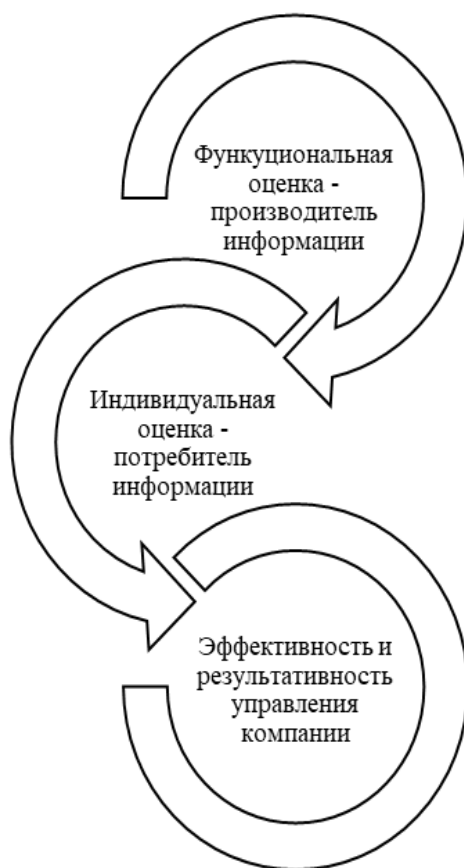 Функуциональная
оценка -
производитель
информации
Индивидуальная
оценка -
потребитель
информации
Эффективность и
результативность
управления
компании